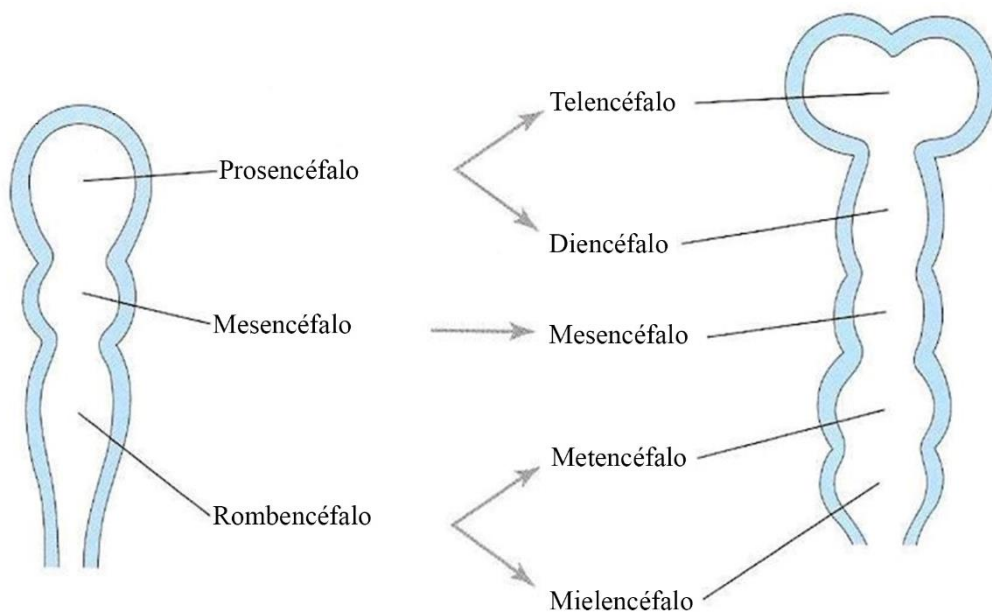 Prosencéfalo
Mesencéfalo
Rombencéfalo
Telencéfalo
Diencéfalo
Mesencéfalo
Metencéfalo
Mielencéfalo